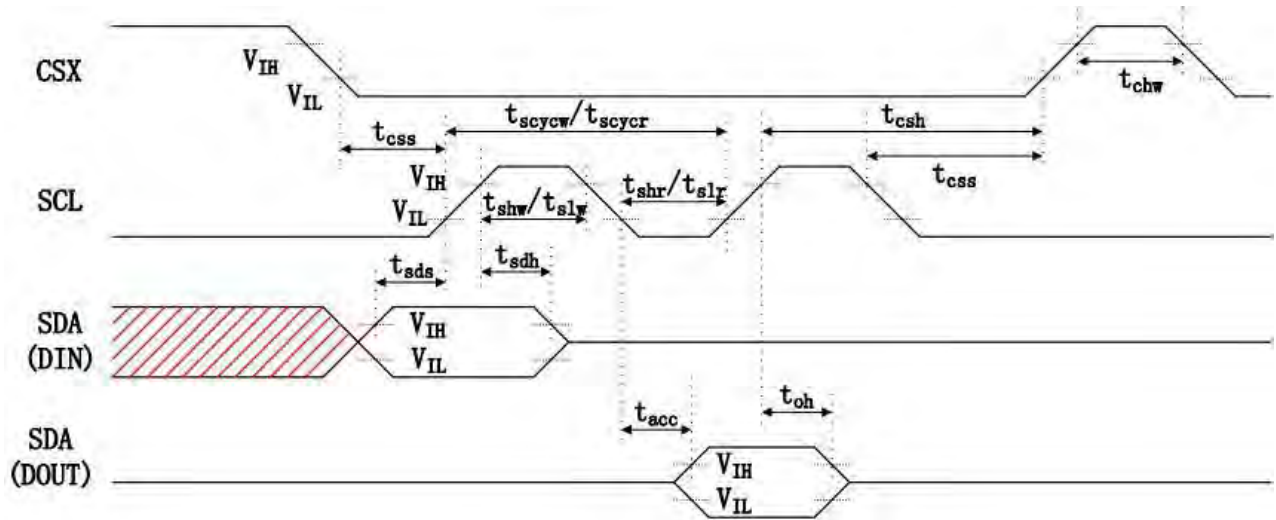 CSX
V_IH
V_IL
t_chw
t_css
t_scycw/t_scycr
t_csh
t_css
SCL
V_IH
V_IL
t_shw/t_slw
t_shr/t_slr
t_sds
t_sdh
SDA
(DIN)
V_IH
V_IL
t_acc
t_oh
SDA
(DOUT)
V_IH
V_IL